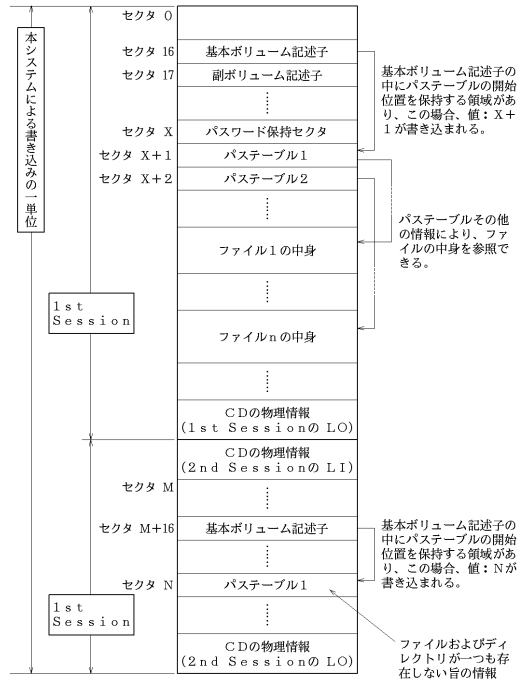 セクタ 0
本システムによる書き込みの一単位
セクタ 16
基本ボリューム記述子
セクタ 17
副ボリューム記述子
基本ボリューム記述子の
中にパステーブルの開始
位置を保持する領域があ
り、この場合、値：X＋
1が書き込まれる。
セクタ X
パスワード保持セクタ
セクタ X+1
パステーブル1
セクタ X+2
パステーブル2
パステーブルその他
の情報により、ファ
イルの中身を参照で
きる。
ファイル1の中身
1st
Session
ファイルnの中身
CDの物理情報
(1st Sessionの LO)
CDの物理情報
(2nd Sessionの LI)
セクタ M
セクタ M+16
基本ボリューム記述子
基本ボリューム記述子の
中にパステーブルの開始
位置を保持する領域があ
り、この場合、値：Nが
書き込まれる。
セクタ N
パステーブル1
1st
Session
CDの物理情報
(2nd Sessionの LO)
ファイルおよびディ
レクトリが一つも存
在しない旨の情報